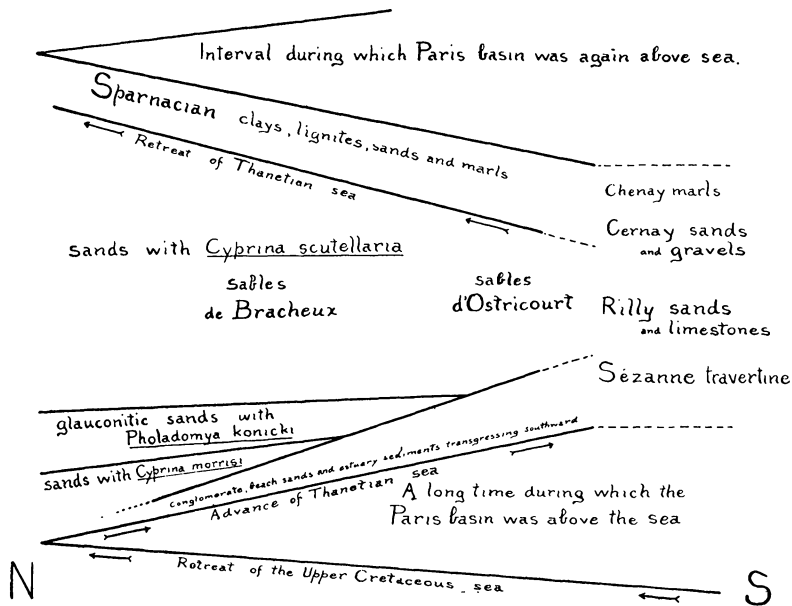 Interval during which Paris basin was again above sea.
Sparnacian clays, lignites, sands and marls
Retreat of Thanetian sea
Chenay marls
Cernay sands
and gravels
sands with Cyprina scutellaria
sables
de Bracheux
sables
d'Ostricourt
Rilly sands
and limestones
Sézanne travertine
glauconitic sands with
Pholadomya konicki
sands with Cyprina morrisi
Conglomerate, beach sands and estuary sediments transgressing southward
Advance of Thanetian sea
A long time during which the
Paris basin was above the sea
Retreat of the Upper Cretaceous sea
N
S